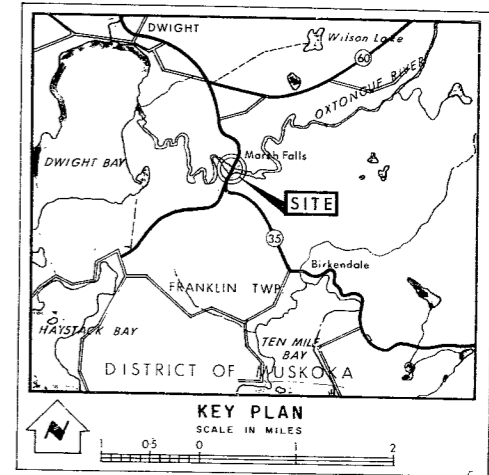 DWIGHT
Wilson Lake
60
OXTONGUE RIVER
DWIGHT BAY
Marsh Falls
SITE
35
Birkendale
FRANKLIN TWP
HAYSTACK BAY
TEN MILE BAY
DISTRICT OF MUSKOKA
N
KEY PLAN
SCALE IN MILES
1 0·5 0 1 2